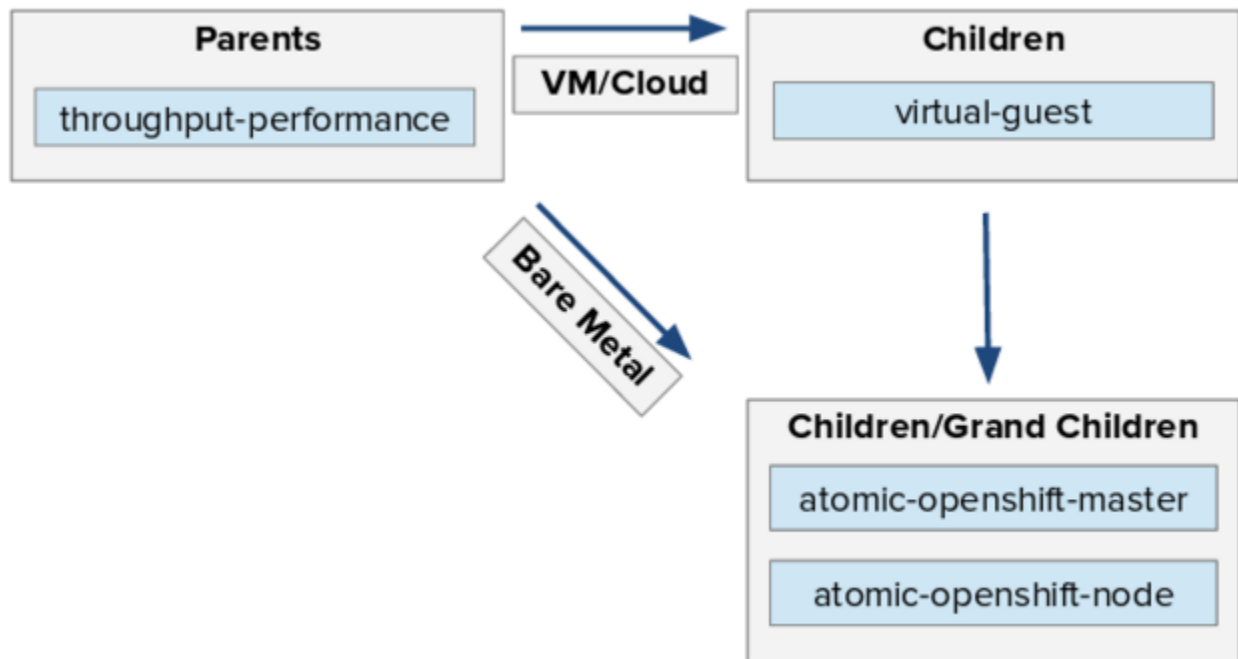 Parents
throughput-performance
VM/Cloud
Children
virtual-guest
Bare Metal
Children/Grand Children
atomic-openshift-master
atomic-openshift-node